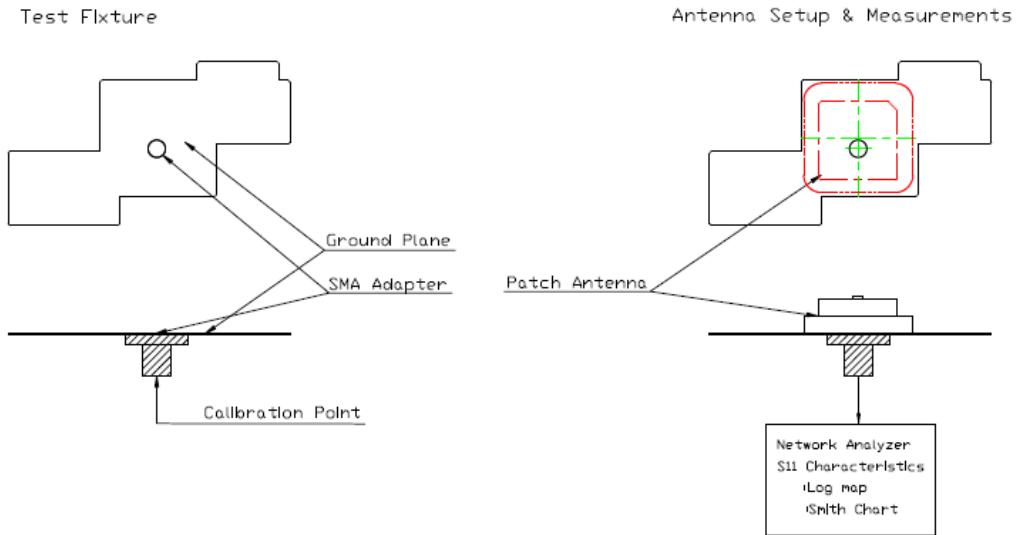 Test Fixture
Antenna Setup & Measurements
Ground Plane
SMA Adapter
Patch Antenna
Calibration Point
Network Analyzer
S11 Characteristics
Log map
Smith Chart